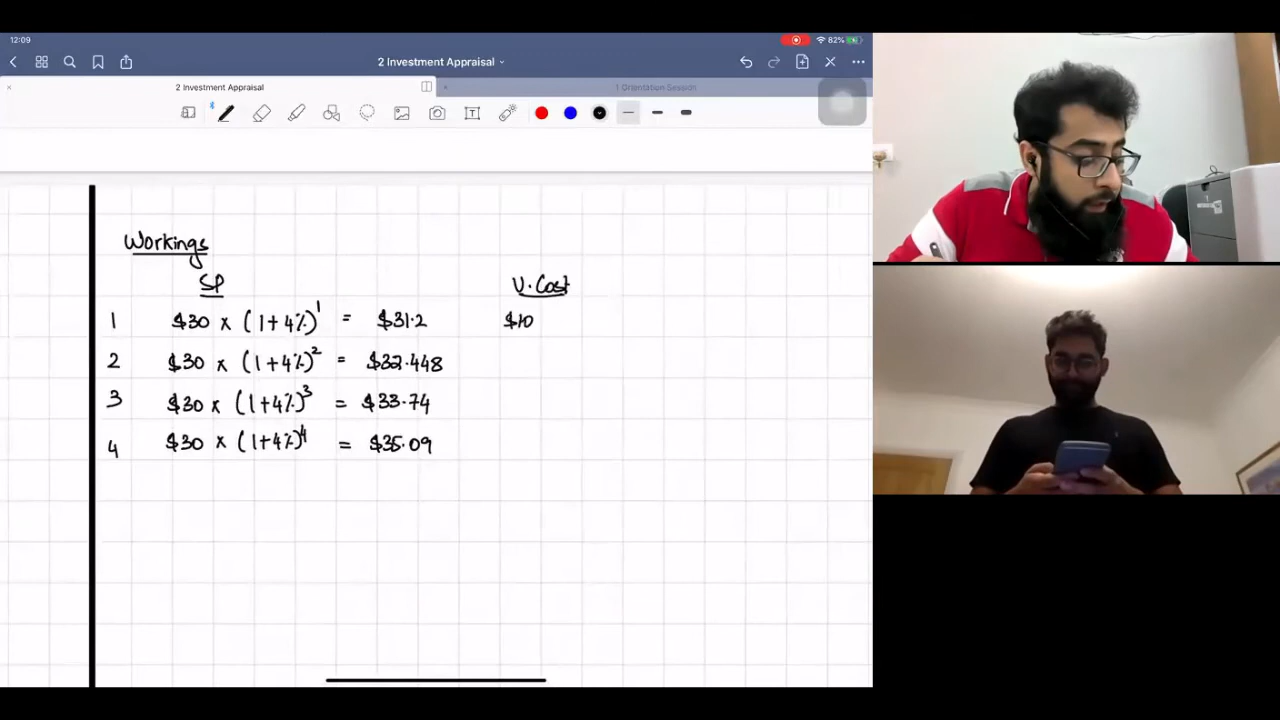 12:09
82%
2 Investment Appraisal
2 Investment Appraisal
1 Orientation Session
Workings
SP
V.Cost
1 $30 x (1+4%)^1 = $31.2 $10
2 $30 x (1+4%)^2 = $32.448
3 $30 x (1+4%)^3 = $33.74
4 $30 x (1+4%)^4 = $35.09